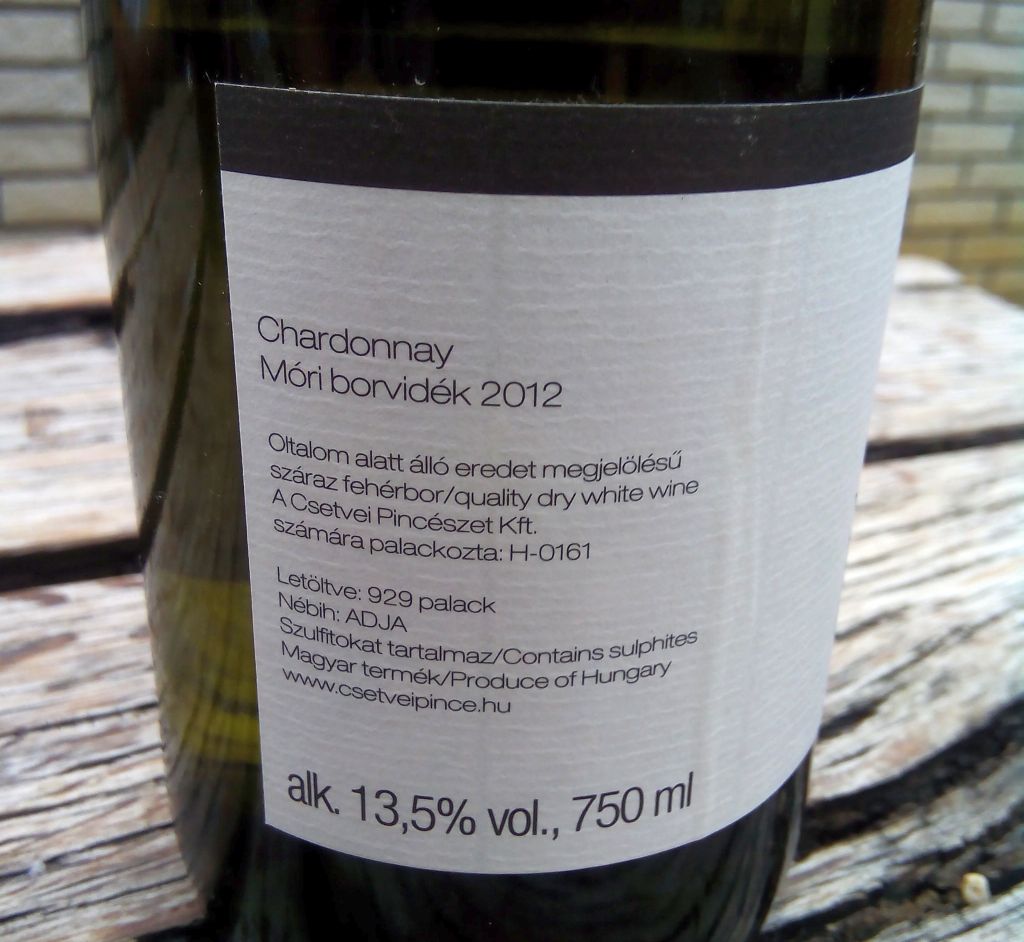 Chardonnay
Móri borvidék 2012
Oltalom alatt álló eredet megjelölésű
száraz fehérbor/quality dry white wine
A Csetvei Pincészet Kft.
számára palackozta: H-0161
Letöltve: 929 palack
Nébih: ADJA
Szulfitokat tartalmaz/Contains sulphites
Magyar termék/Produce of Hungary
www.csetveipince.hu
alk. 13,5% vol., 750 ml